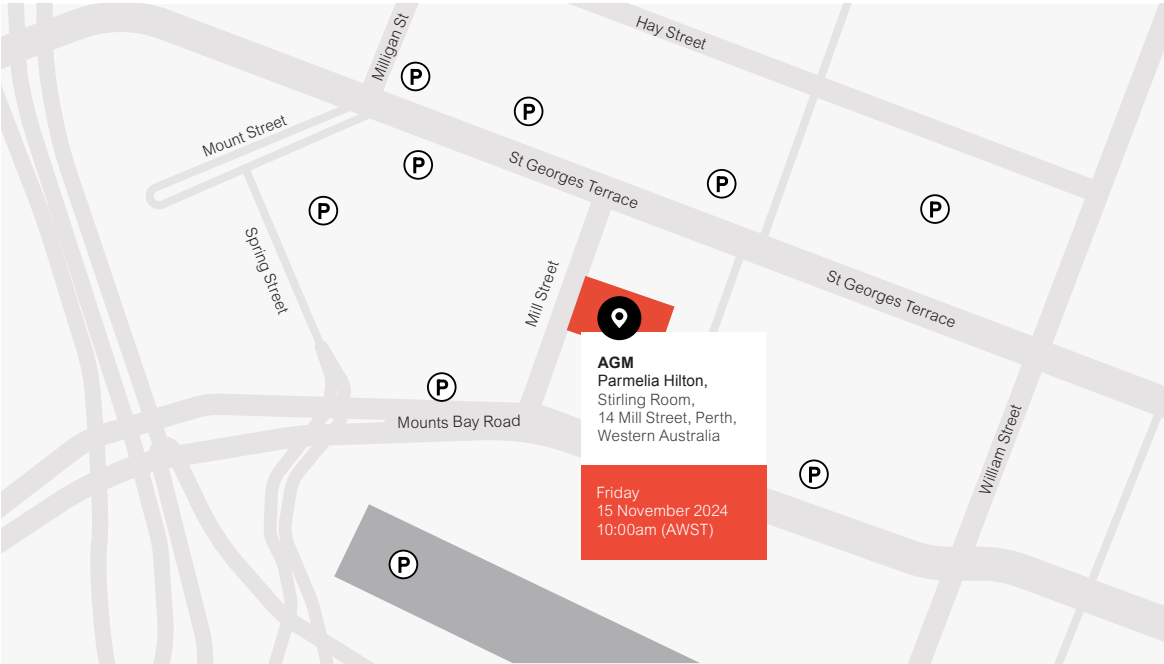 Hay Street
Milligan St
P
P
Mount Street
P
St Georges Terrace
P
P
P
Spring Street
Mill Street
St Georges Terrace
AGM
Parmelia Hilton,
Stirling Room,
14 Mill Street, Perth,
Western Australia
P
Mounts Bay Road
William Street
P
Friday
15 November 2024
10:00am (AWST)
P